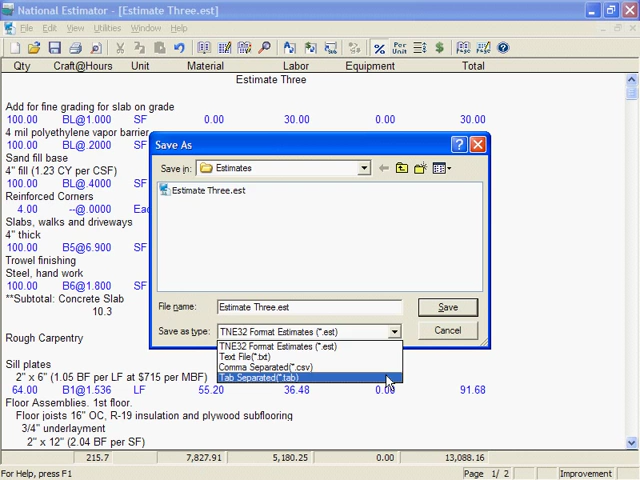 National Estimator - [Estimate Three.est]
File Edit View Utilities Window Help
% Per Unit $
Qty Craft@Hours Unit Material Labor Equipment Total
Estimate Three
Add for fine grading for slab on grade
100.00 BL@1.000 SF 0.00 30.00 0.00 30.00
4 mil polyethylene vapor barrier
100.00 BL@.2000 SF
Sand fill base
4" fill (1.23 CY per CSF)
100.00 BL@.4000 SF
Reinforced Corners
4.00 --@.0000 Eac
Slabs, walks and driveways
4" thick
100.00 B5@6.900 SF
Trowel finishing
Steel, hand work
100.00 B6@1.800 SF
**Subtotal: Concrete Slab
10.3
Rough Carpentry
Sill plates
2" x 6" (1.05 BF per LF at $715 per MBF)
64.00 B1@1.536 LF 55.20 36.48 0.00 91.68
Floor Assemblies. 1st floor.
Floor joists 16" OC, R-19 insulation and plywood subflooring
3/4" underlayment
2" x 12" (2.04 BF per SF)
Save As
Save in: Estimates
Estimate Three.est
File name: Estimate Three.est Save
Save as type: TNE32 Format Estimates (*.est) Cancel
TNE32 Format Estimates (*.est)
Text File(*.txt)
Comma Separated(*.csv)
Tab Separated(*.tab)
215.7 7,827.91 5,180.25 0.00 13,088.16
For Help, press F1 Page 1/ 2 Improvement